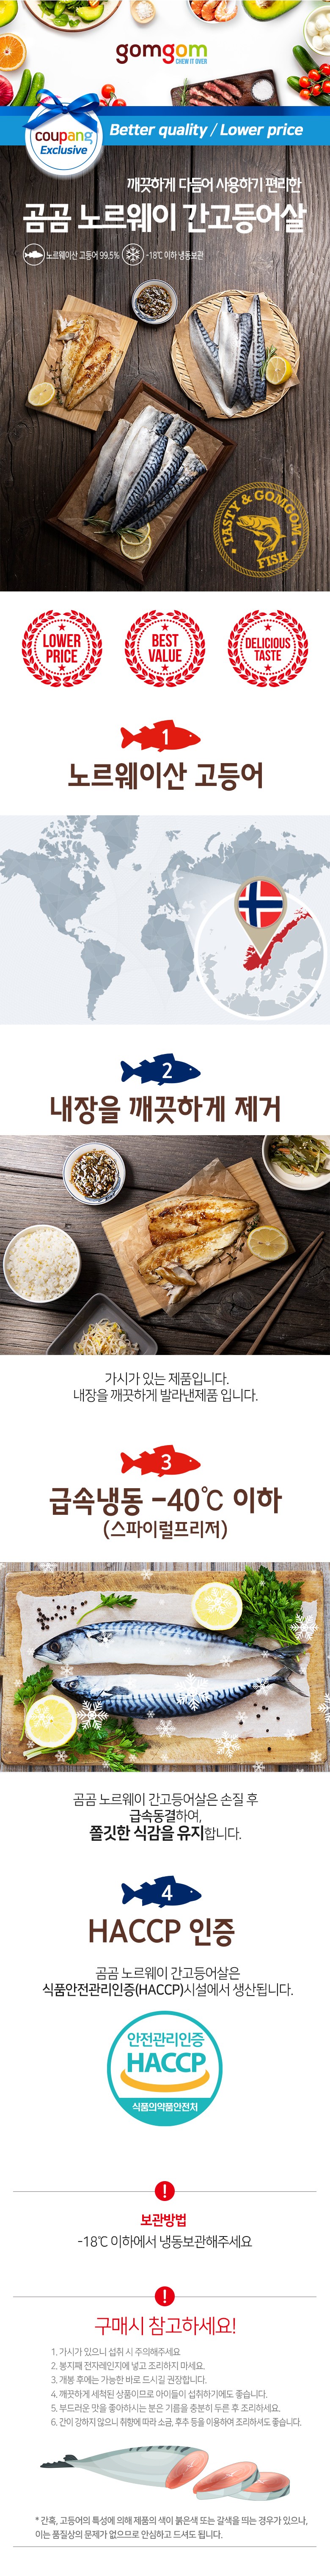 gomgom
CHEW IT OVER
coupang
Exclusive
Better quality / Lower price
깨끗하게 다듬어 사용하기 편리한
곰곰 노르웨이 간고등어살
노르웨이산 고등어 99.5%
-18℃ 이하 냉동보관
TASTY & GOMGOM
FISH
LOWER
PRICE
BEST
VALUE
DELICIOUS
TASTE
1
노르웨이산 고등어
2
내장을 깨끗하게 제거
가시가 있는 제품입니다.
내장을 깨끗하게 발라낸제품 입니다.
3
급속냉동 -40℃ 이하
(스파이럴프리저)
곰곰 노르웨이 간고등어살은 손질 후
급속동결하여,
쫄깃한 식감을 유지합니다.
4
HACCP 인증
곰곰 노르웨이 간고등어살은
식품안전관리인증(HACCP)시설에서 생산됩니다.
안전관리인증
HACCP
식품의약품안전처
!
보관방법
-18℃ 이하에서 냉동보관해주세요
!
구매시 참고하세요!
1. 가시가 있으니 섭취 시 주의해주세요
2. 봉지째 전자레인지에 넣고 조리하지 마세요.
3. 개봉 후에는 가능한 바로 드시길 권장합니다.
4. 깨끗하게 세척된 상품이므로 아이들이 섭취하기에도 좋습니다.
5. 부드러운 맛을 좋아하시는 분은 기름을 충분히 두른 후 조리하세요.
6. 간이 강하지 않으니 취향에 따라 소금, 후추 등을 이용하여 조리하셔도 좋습니다.
* 간혹, 고등어의 특성에 의해 제품의 색이 붉은색 또는 갈색을 띄는 경우가 있으나,
이는 품질상의 문제가 없으므로 안심하고 드셔도 됩니다.